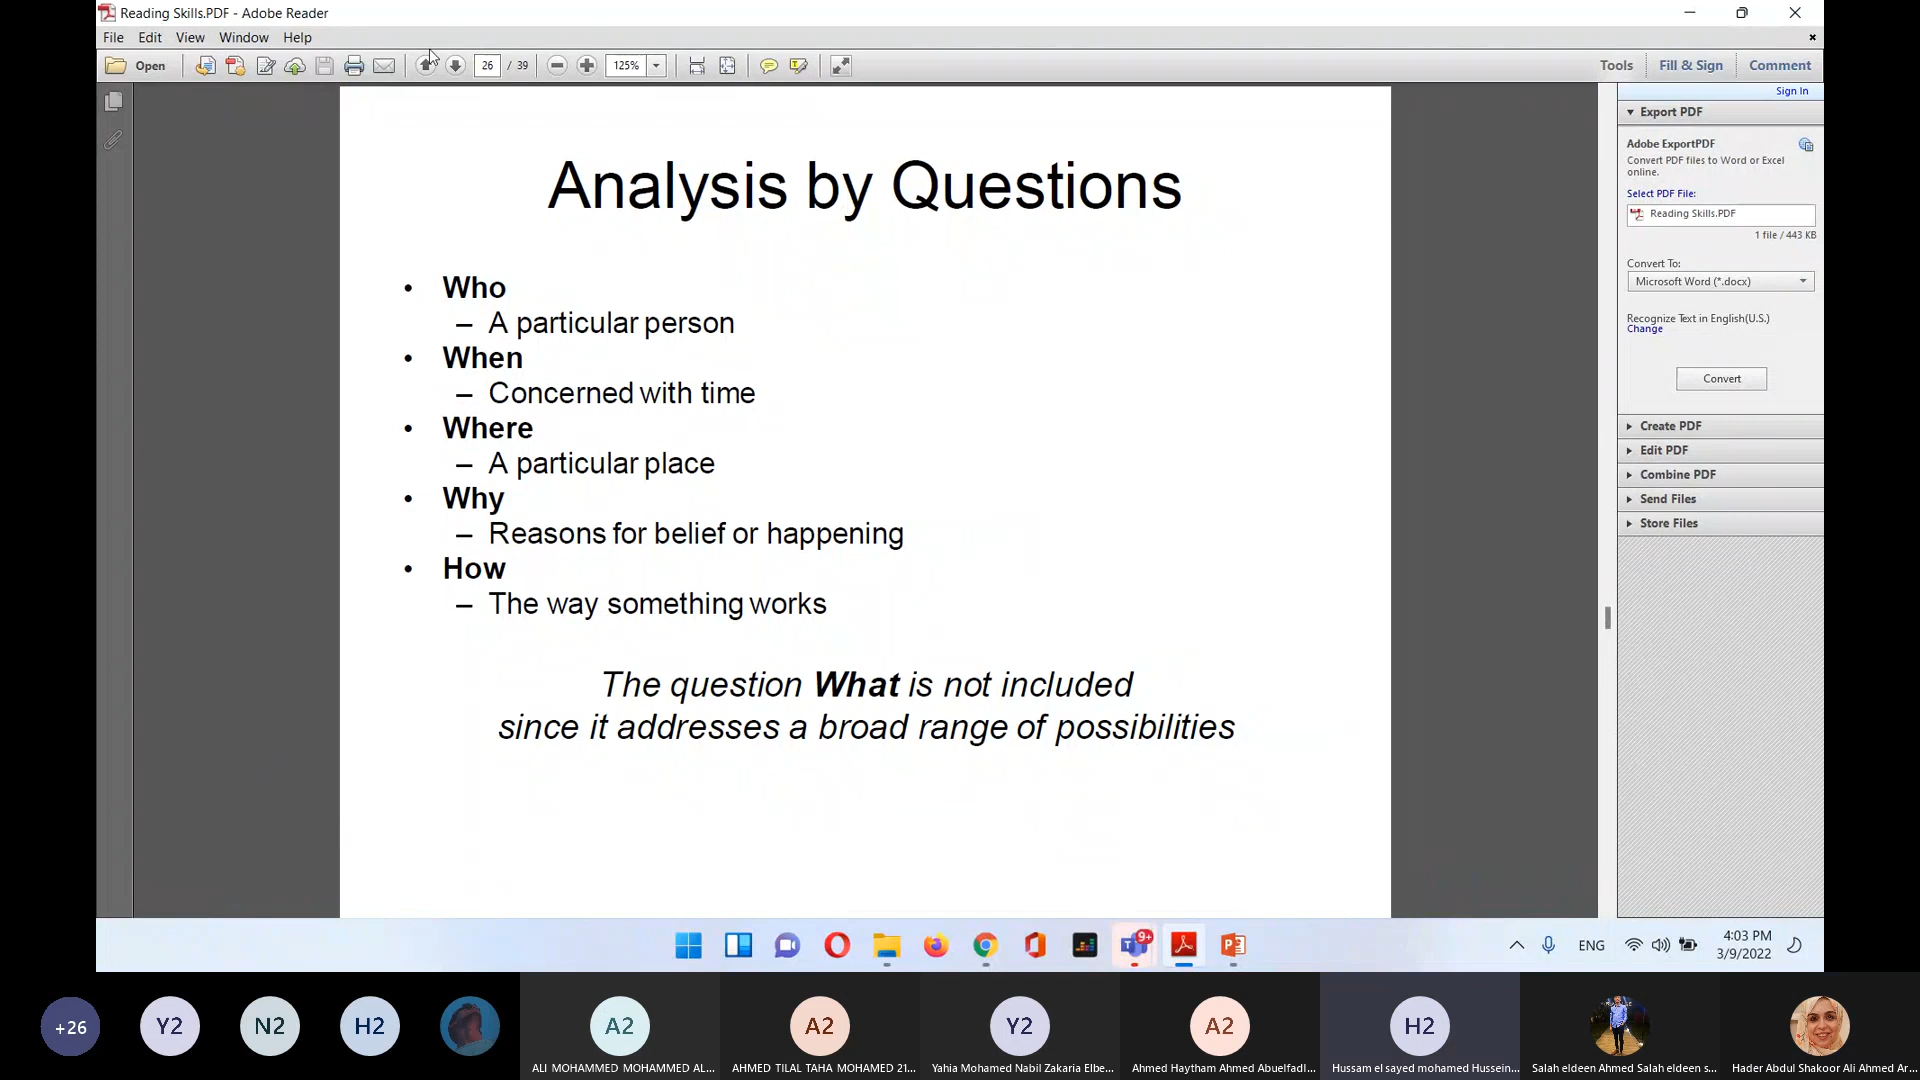 Reading Skills.PDF - Adobe Reader
File Edit View Window Help
Open 26 / 39 125% Tools Fill & Sign Comment
Sign In
Export PDF
Adobe ExportPDF
Convert PDF files to Word or Excel
online.
Select PDF File:
Reading Skills.PDF
1 file / 443 KB
Convert To:
Microsoft Word (*.docx)
Recognize Text in English(U.S.)
Change
Convert
Create PDF
Edit PDF
Combine PDF
Send Files
Store Files
Analysis by Questions
• Who
– A particular person
• When
– Concerned with time
• Where
– A particular place
• Why
– Reasons for belief or happening
• How
– The way something works
The question What is not included
since it addresses a broad range of possibilities
9+
ENG
4:03 PM
3/9/2022
+26 Y2 N2 H2 A2 A2 Y2 A2 H2
ALI MOHAMMED MOHAMMED AL... AHMED TILAL TAHA MOHAMED 21... Yahia Mohamed Nabil Zakaria Elbe... Ahmed Haytham Ahmed Abuelfadl... Hussam el sayed mohamed Hussein... Salah eldeen Ahmed Salah eldeen s... Hader Abdul Shakoor Ali Ahmed Ar...